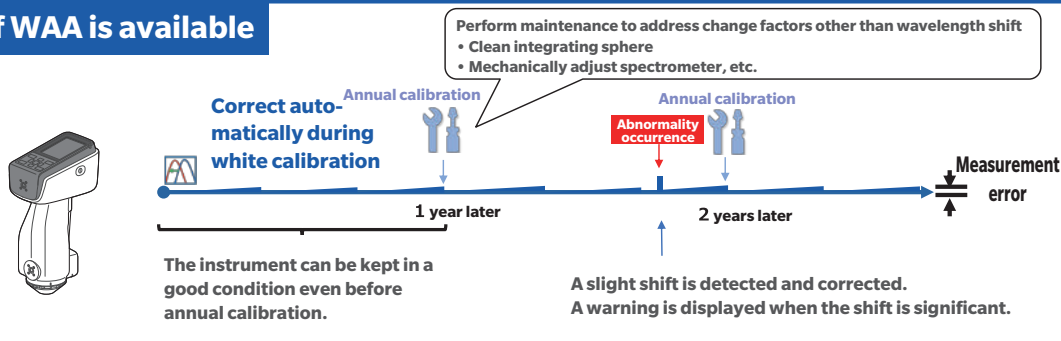 f WAA is available
Perform maintenance to address change factors other than wavelength shift
• Clean integrating sphere
• Mechanically adjust spectrometer, etc.
Annual calibration
Annual calibration
Correct auto-
matically during
white calibration
Abnormality
occurrence
Measurement
error
1 year later
2 years later
The instrument can be kept in a
good condition even before
annual calibration.
A slight shift is detected and corrected.
A warning is displayed when the shift is significant.